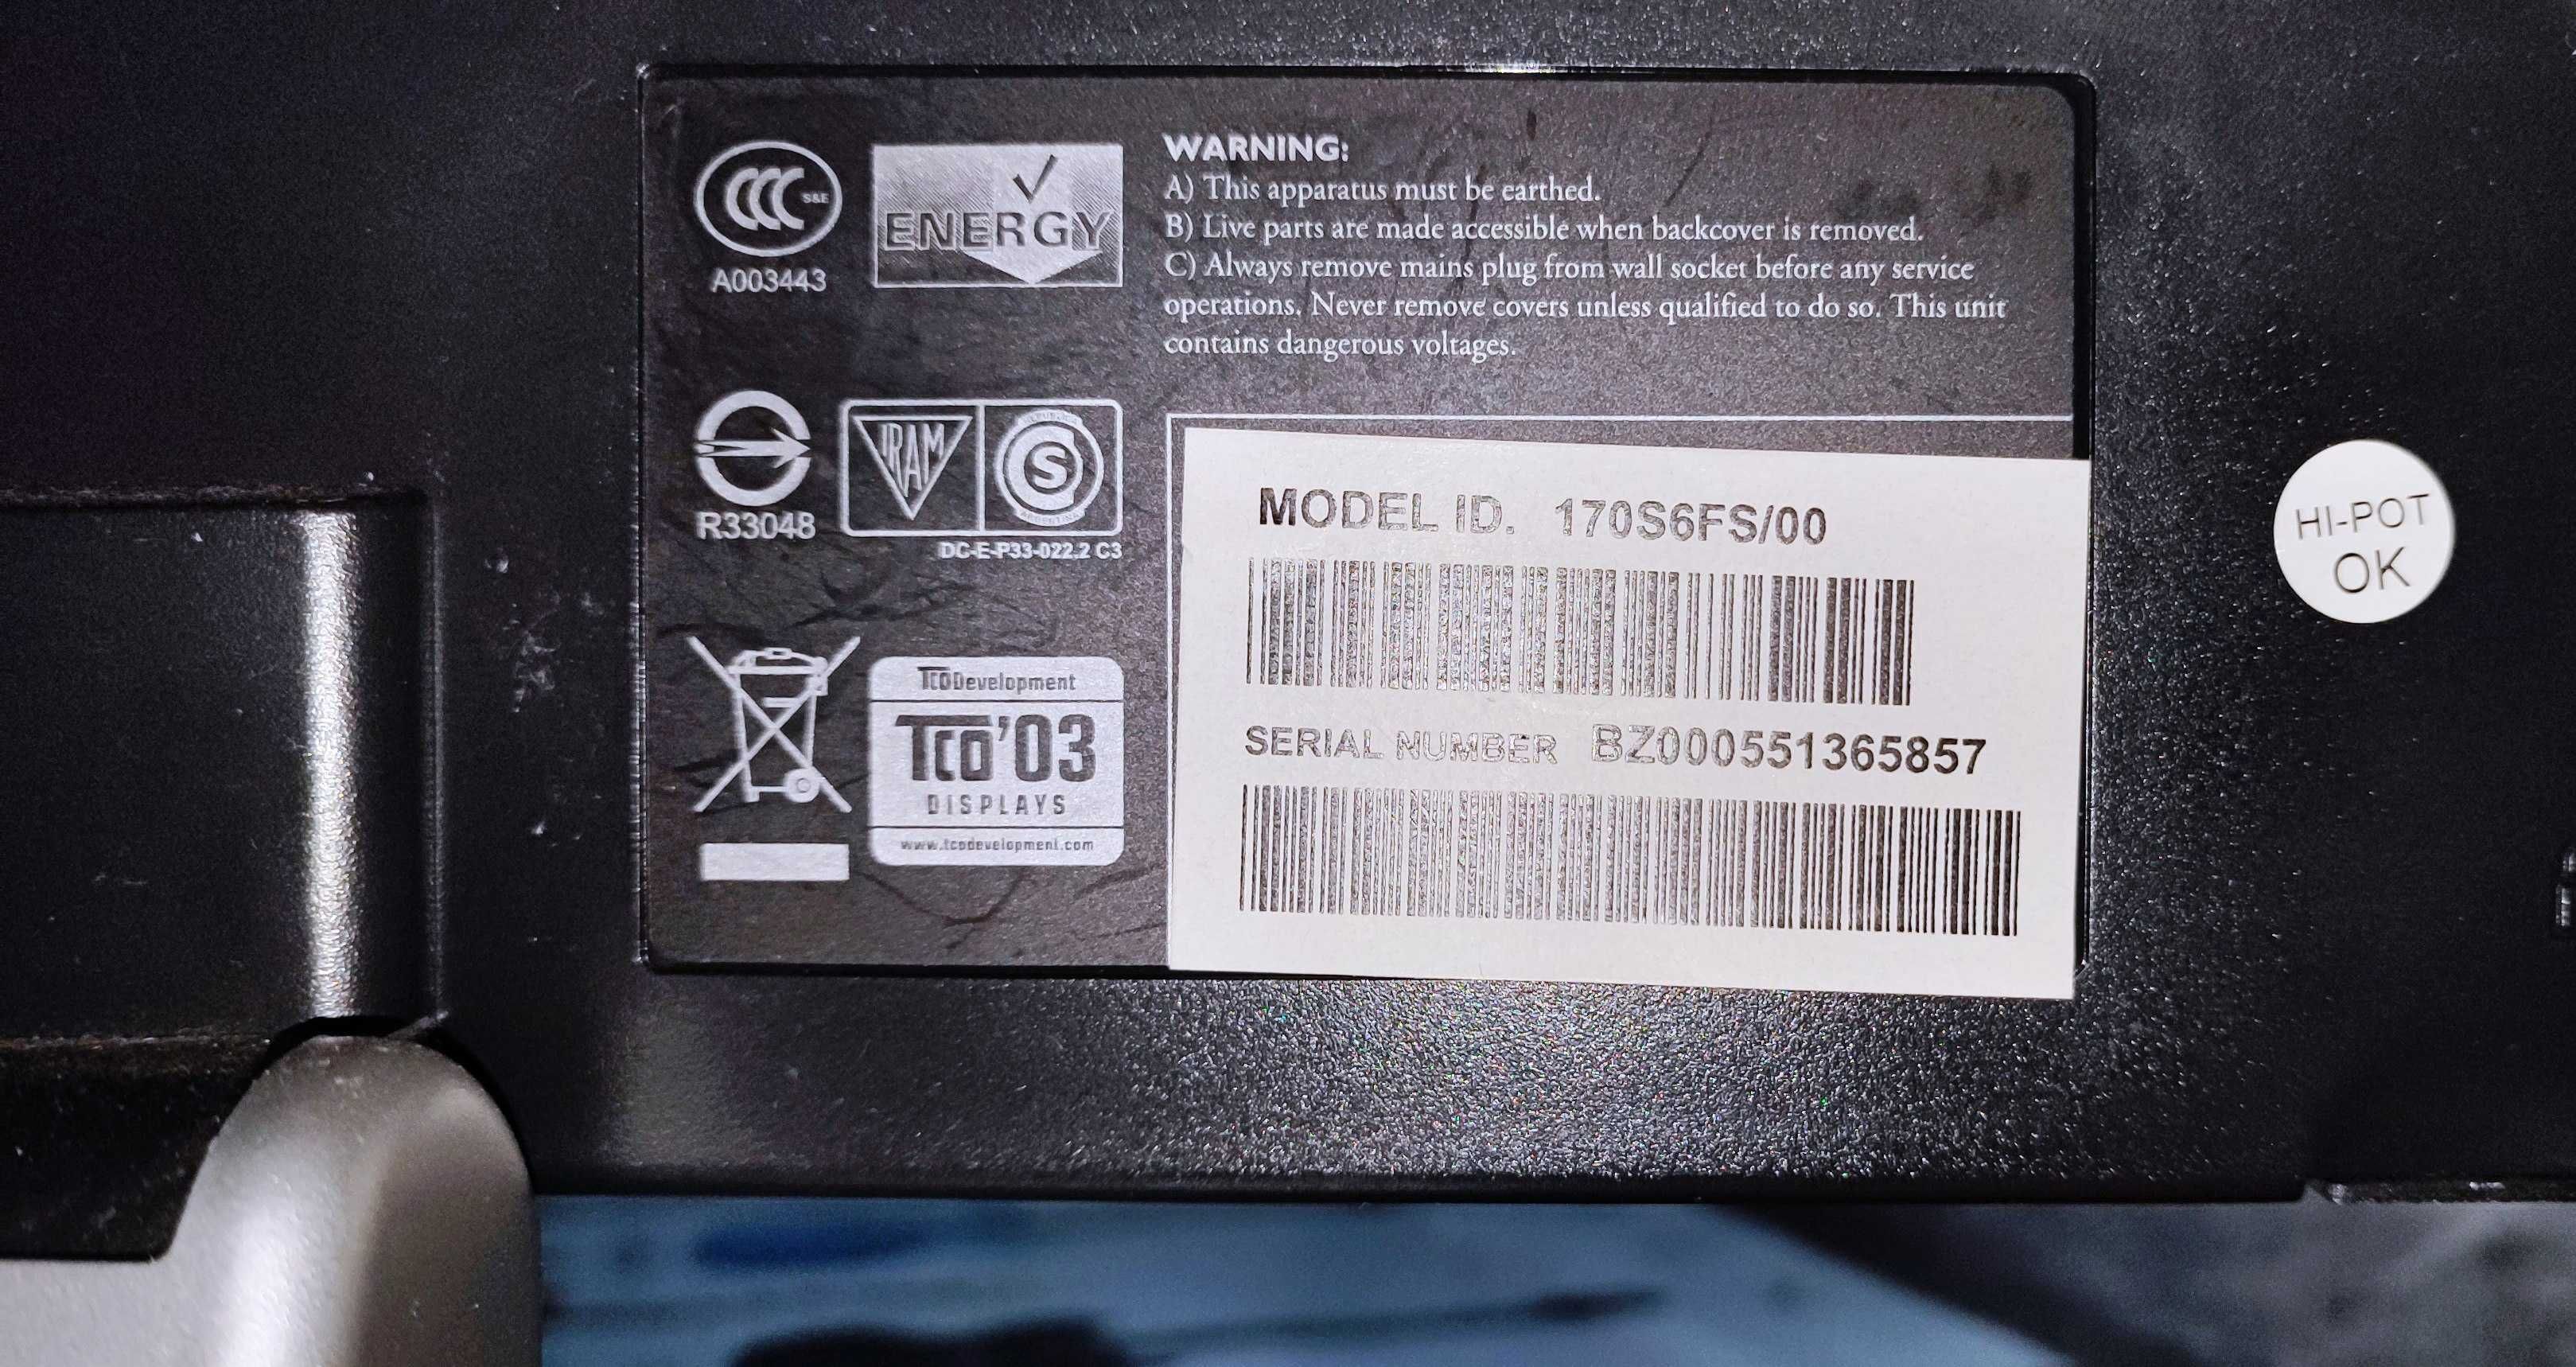 CCC S&E
A003443
ENERGY
WARNING:
A) This apparatus must be earthed.
B) Live parts are made accessible when backcover is removed.
C) Always remove mains plug from wall socket before any service
operations. Never remove covers unless qualified to do so. This unit
contains dangerous voltages.
R33048
IRAM
S
DC-E-P33-022.2 C3
TCODevelopment
TCO'03
DISPLAYS
www.tcodevelopment.com
MODEL ID. 170S6FS/00
SERIAL NUMBER BZ000551365857
HI-POT
OK